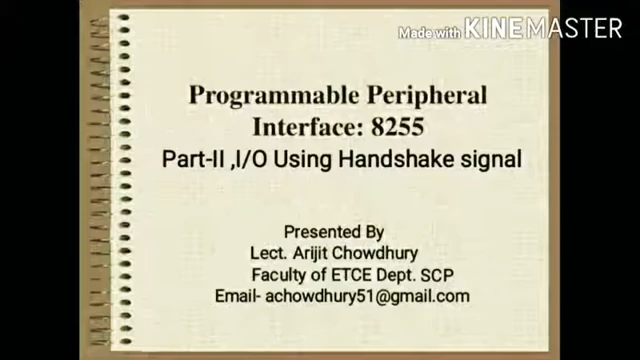 Made with KINEMASTER
Programmable Peripheral
Interface: 8255
Part-II ,I/O Using Handshake signal
Presented By
Lect. Arijit Chowdhury
Faculty of ETCE Dept. SCP
Email- achowdhury51@gmail.com